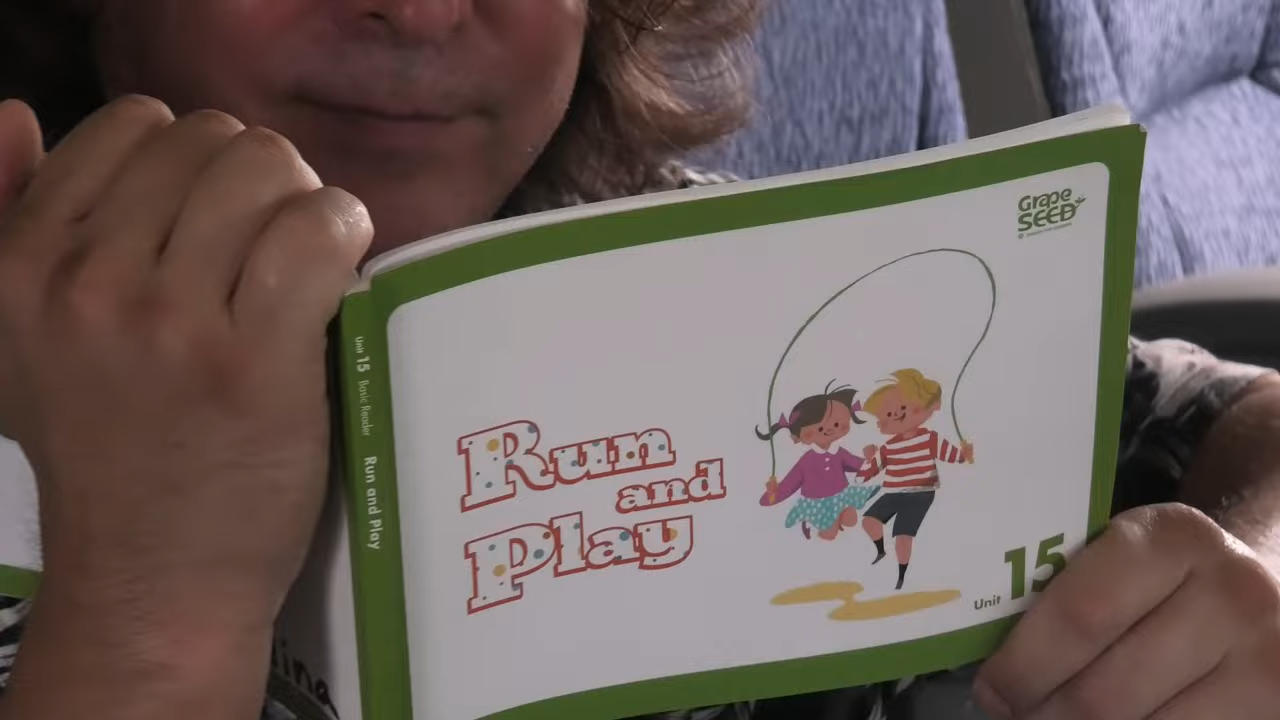 Grape
SEED
Unit 15 Basic Reader Run and Play
Run
and
Play
Unit 15